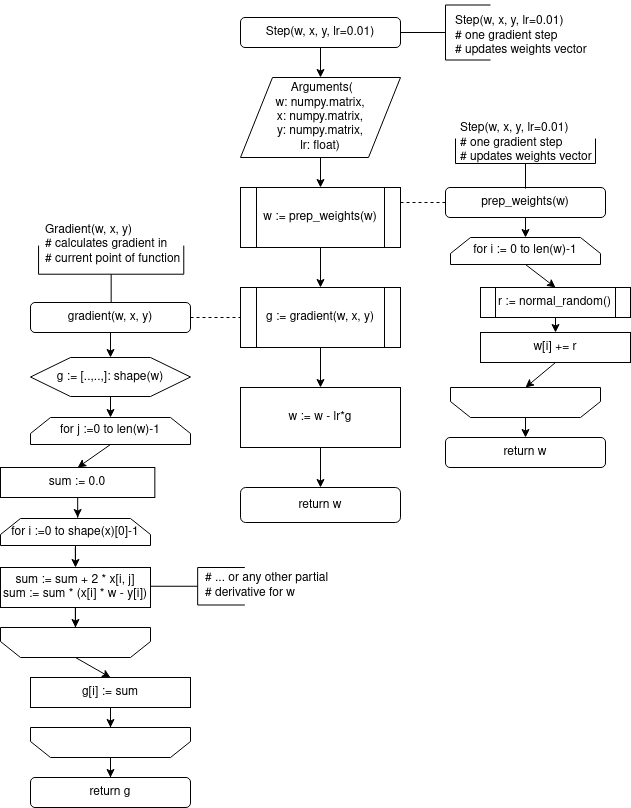 Step(w, x, y, lr=0.01)
Step(w, x, y, lr=0.01)
# one gradient step
# updates weights vector
Arguments(
w: numpy.matrix,
x: numpy.matrix,
y: numpy.matrix,
lr: float)
w := prep_weights(w)
g := gradient(w, x, y)
w := w - lr*g
return w
Step(w, x, y, lr=0.01)
# one gradient step
# updates weights vector
prep_weights(w)
for i := 0 to len(w)-1
r := normal_random()
w[i] += r
return w
Gradient(w, x, y)
# calculates gradient in
# current point of function
gradient(w, x, y)
g := [..,..,]: shape(w)
for j :=0 to len(w)-1
sum := 0.0
for i :=0 to shape(x)[0]-1
sum := sum + 2 * x[i, j]
sum := sum * (x[i] * w - y[i])
# ... or any other partial
# derivative for w
g[i] := sum
return g